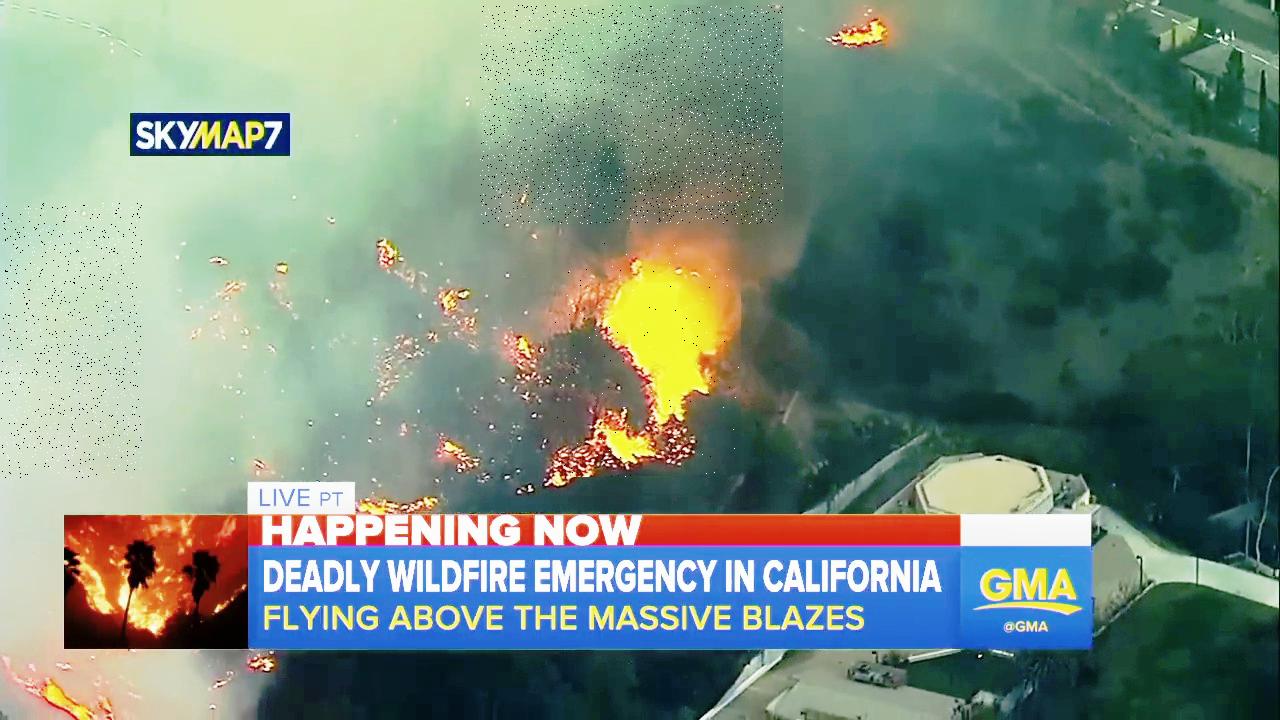 SKYMAP7
LIVE PT
HAPPENING NOW
DEADLY WILDFIRE EMERGENCY IN CALIFORNIA
FLYING ABOVE THE MASSIVE BLAZES
GMA
@GMA